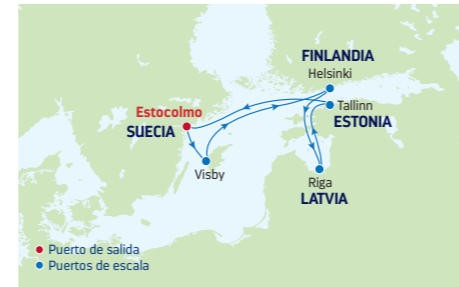 FINLANDIA
Helsinki
Tallinn
ESTONIA
Estocolmo
SUECIA
Visby
Riga
LATVIA
Puerto de salida
Puertos de escala